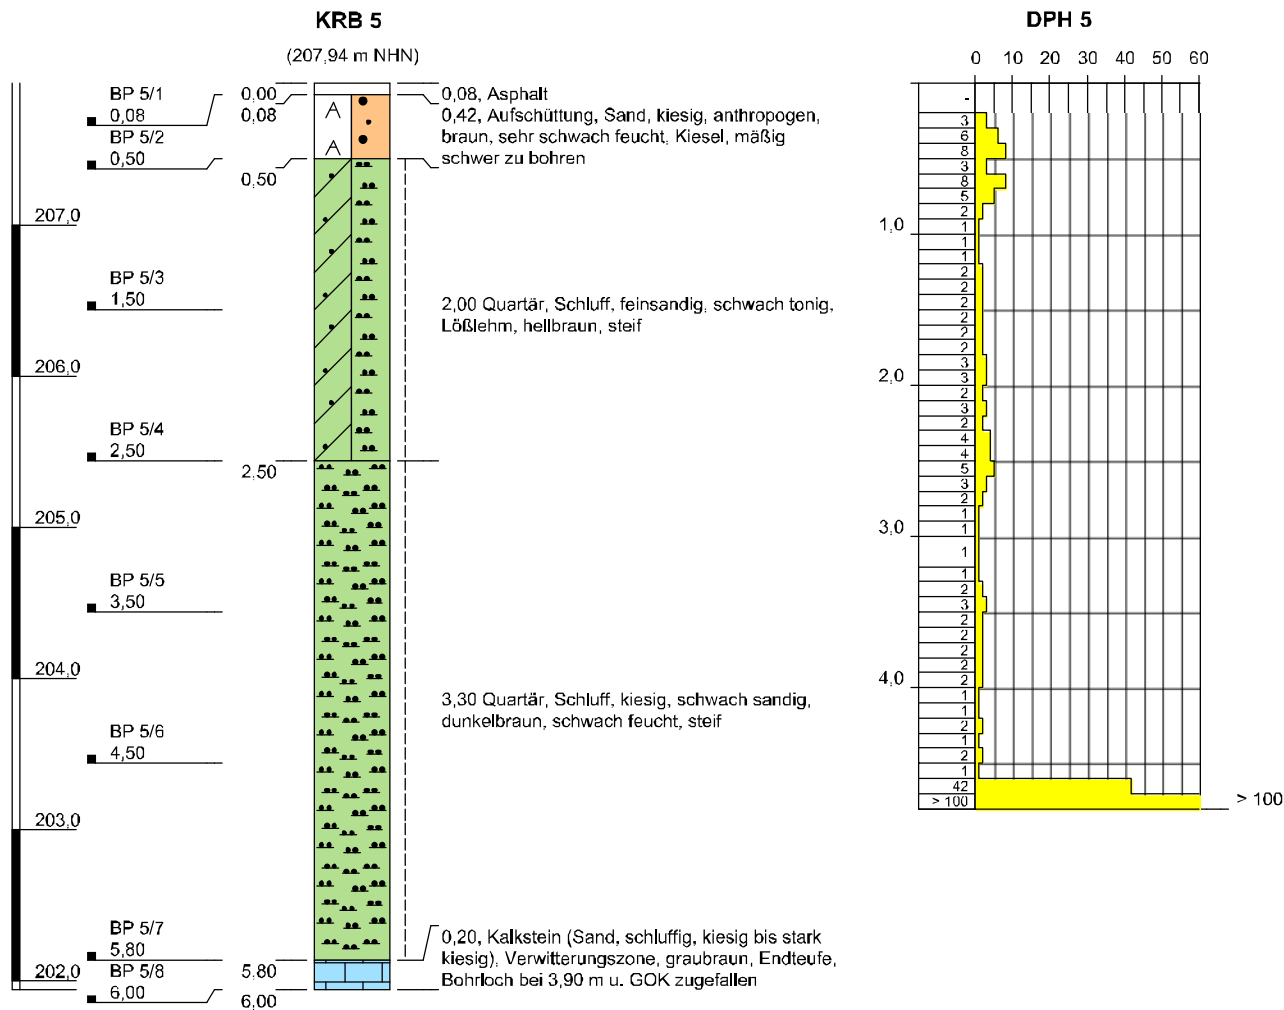 KRB 5
(207,94 m NHN)
BP 5/1
0,08
BP 5/2
0,50
207,0
BP 5/3
1,50
206,0
BP 5/4
2,50
205,0
BP 5/5
3,50
204,0
BP 5/6
4,50
203,0
BP 5/7
5,80
202,0
BP 5/8
6,00
0,00
0,08
0,50
2,50
5,80
6,00
A
A
0,08, Asphalt
0,42, Aufschüttung, Sand, kiesig, anthropogen,
braun, sehr schwach feucht, Kiesel, mäßig
schwer zu bohren
2,00 Quartär, Schluff, feinsandig, schwach tonig,
Lößlehm, hellbraun, steif
3,30 Quartär, Schluff, kiesig, schwach sandig,
dunkelbraun, schwach feucht, steif
0,20, Kalkstein (Sand, schluffig, kiesig bis stark
kiesig), Verwitterungszone, graubraun, Endteufe,
Bohrloch bei 3,90 m u. GOK zugefallen
DPH 5
0 10 20 30 40 50 60
-
3
6
8
3
8
5
2
1,0
1
1
1
2
2
2
2
2
2
3
2,0
3
2
3
2
4
4
5
3
2
1
3,0
1
1
1
2
3
2
2
2
2
4,0
2
1
1
2
1
2
1
42
> 100
> 100